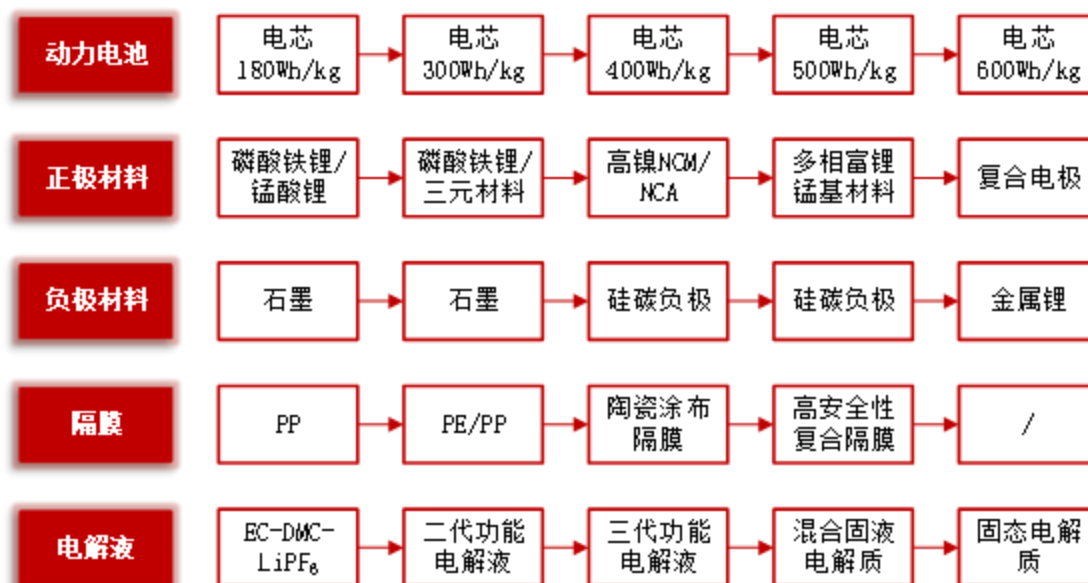 动力电池
电芯
180Wh/kg
电芯
300Wh/kg
电芯
400Wh/kg
电芯
500Wh/kg
电芯
600Wh/kg
正极材料
磷酸铁锂/
锰酸锂
磷酸铁锂/
三元材料
高镍NCM/
NCA
多相富锂
锰基材料
复合电极
负极材料
石墨
石墨
硅碳负极
硅碳负极
金属锂
隔膜
PP
PE/PP
陶瓷涂布
隔膜
高安全性
复合隔膜
/
电解液
EC-DMC-
LiPF₆
二代功能
电解液
三代功能
电解液
混合固液
电解质
固态电解
质